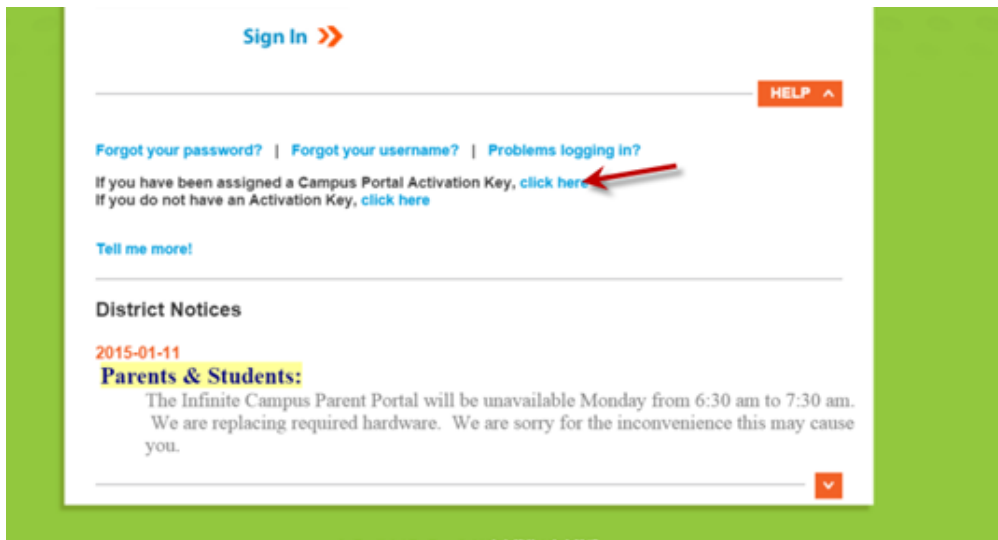 Sign In
HELP
Forgot your password? | Forgot your username? | Problems logging in?
If you have been assigned a Campus Portal Activation Key, click here
If you do not have an Activation Key, click here
Tell me more!
District Notices
2015-01-11
Parents & Students:
The Infinite Campus Parent Portal will be unavailable Monday from 6:30 am to 7:30 am.
We are replacing required hardware. We are sorry for the inconvenience this may cause
you.